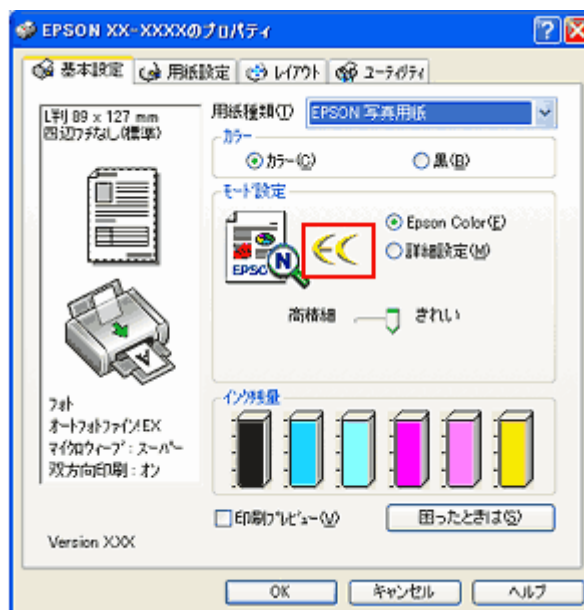 EPSON XX-XXXXのプロパティ
基本設定 用紙設定 レイアウト ユーティリティ
L判 89 x 127 mm
四辺フチなし(標準)
用紙種類(T) EPSON 写真用紙
カラー
カラー(C) 黒(B)
モード設定
EPSO N
EC
Epson Color(E)
詳細設定(M)
高精細 きれい
A
フォト
オートフォトファイン!EX
マイクロウィーブ : スーパー
双方向印刷 : オン
インク残量
印刷プレビュー(V) 困ったときは(S)
Version XXX
OK キャンセル ヘルプ